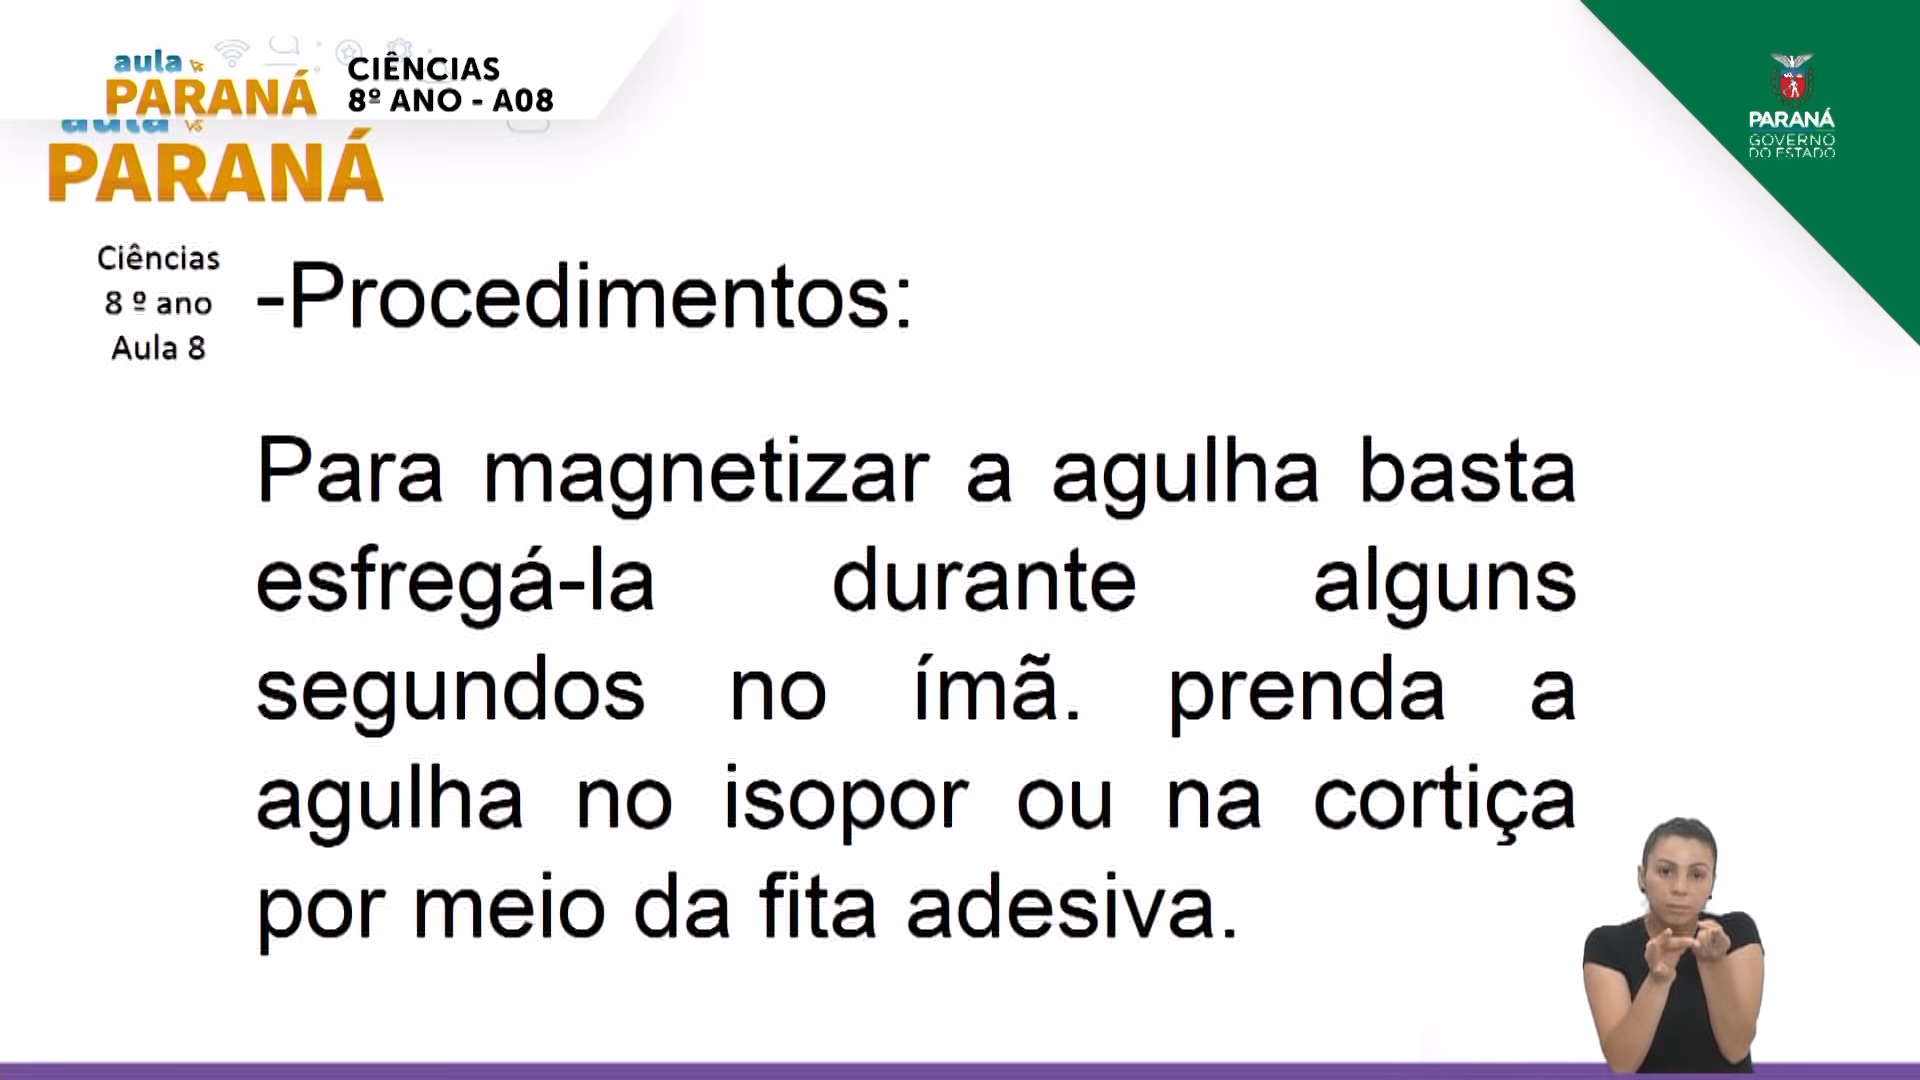 aula
PARANÁ
CIÊNCIAS
8º ANO - A08
aula
PARANÁ
PARANÁ
GOVERNO
DO ESTADO
Ciências
8 º ano
Aula 8
-Procedimentos:
Para magnetizar a agulha basta
esfregá-la durante alguns
segundos no ímã. prenda a
agulha no isopor ou na cortiça
por meio da fita adesiva.